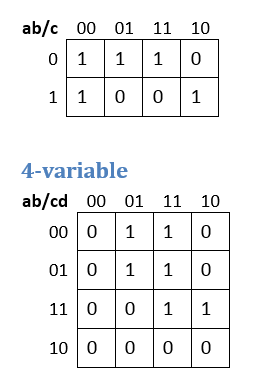 ab/c 00 01 11 10
0 1 1 1 0
1 1 0 0 1
4-variable
ab/cd 00 01 11 10
00 0 1 1 0
01 0 1 1 0
11 0 0 1 1
10 0 0 0 0